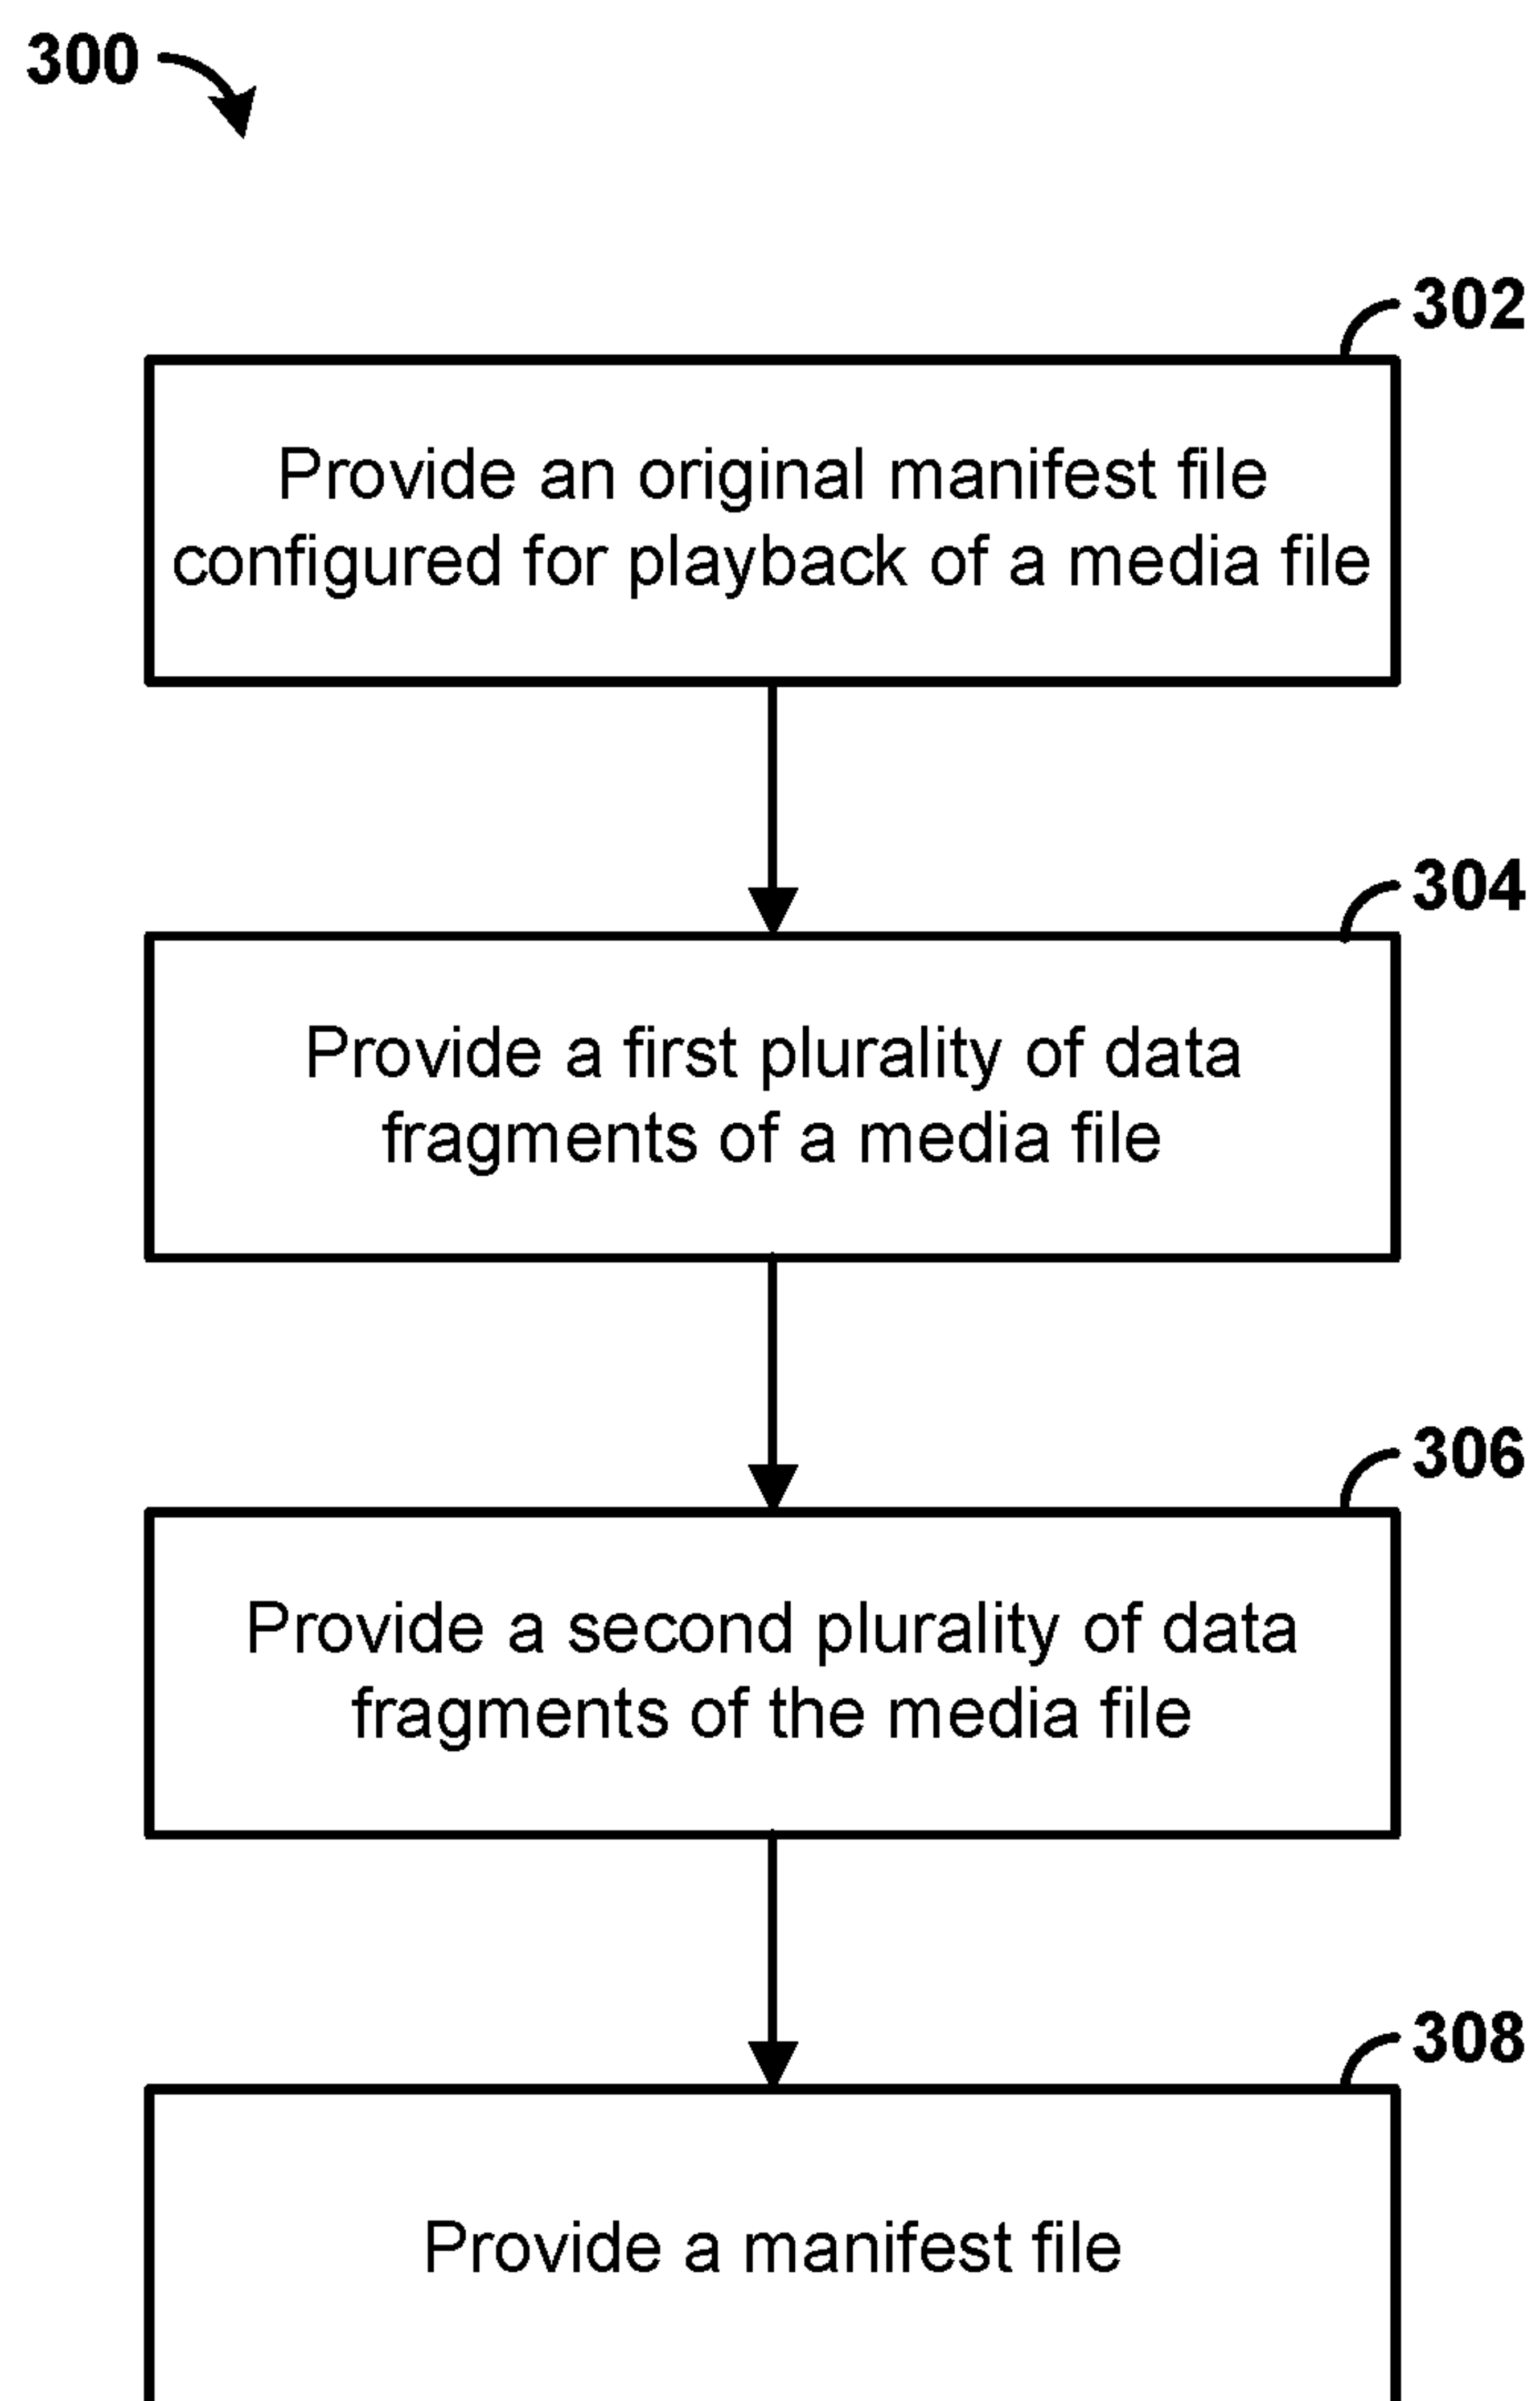 300
302
Provide an original manifest file
configured for playback of a media file
304
Provide a first plurality of data
fragments of a media file
306
Provide a second plurality of data
fragments of the media file
308
Provide a manifest file